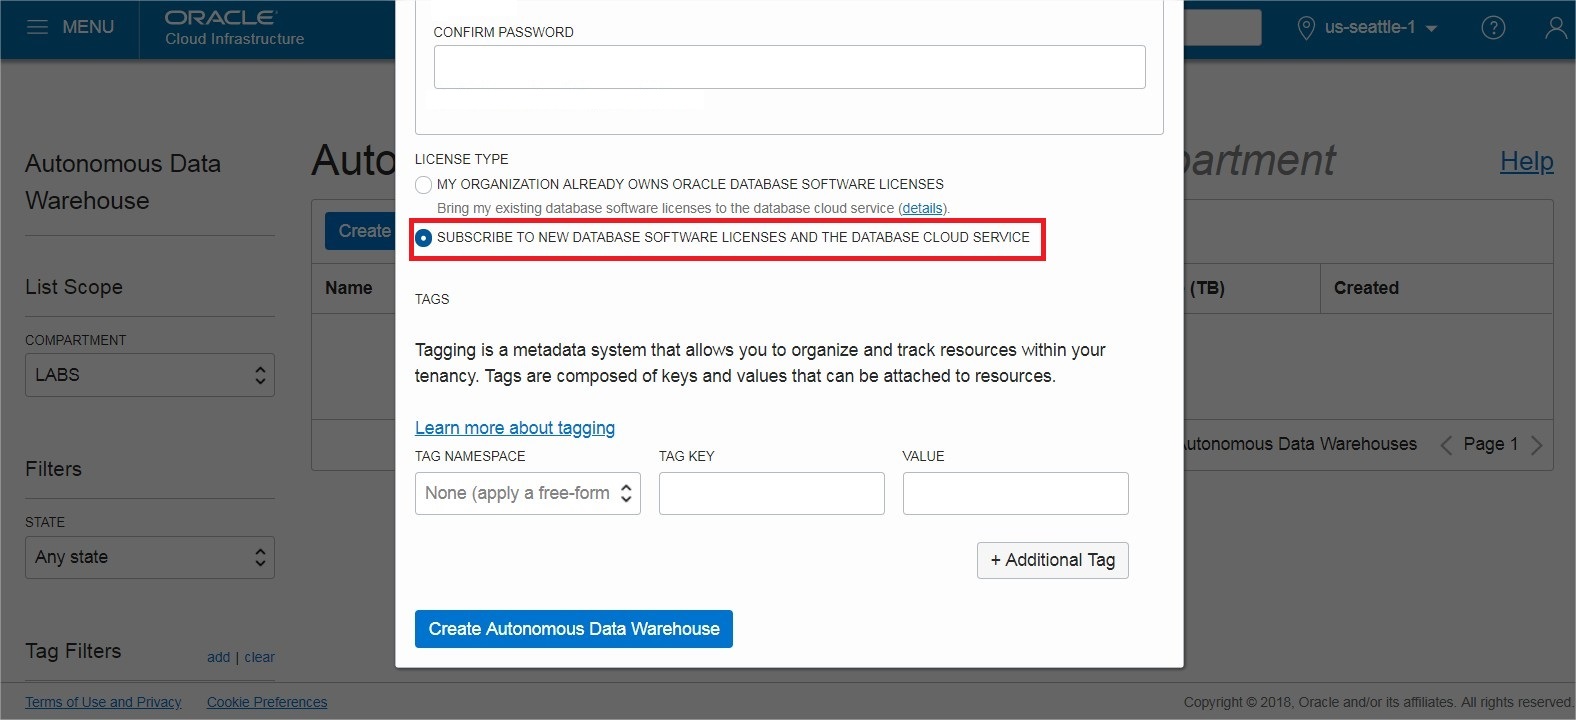 MENU
ORACLE
Cloud Infrastructure
us-seattle-1
?
CONFIRM PASSWORD
Autonomous Data
Warehouse
List Scope
COMPARTMENT
LABS
Filters
STATE
Any state
Tag Filters
add | clear
Help
Create
Name
(TB)
Created
Autonomous Data Warehouses
Page 1
LICENSE TYPE
MY ORGANIZATION ALREADY OWNS ORACLE DATABASE SOFTWARE LICENSES
Bring my existing database software licenses to the database cloud service (details).
SUBSCRIBE TO NEW DATABASE SOFTWARE LICENSES AND THE DATABASE CLOUD SERVICE
TAGS
Tagging is a metadata system that allows you to organize and track resources within your
tenancy. Tags are composed of keys and values that can be attached to resources.
Learn more about tagging
TAG NAMESPACE
TAG KEY
VALUE
None (apply a free-form
+ Additional Tag
Create Autonomous Data Warehouse
Terms of Use and Privacy
Cookie Preferences
Copyright © 2018, Oracle and/or its affiliates. All rights reserved.